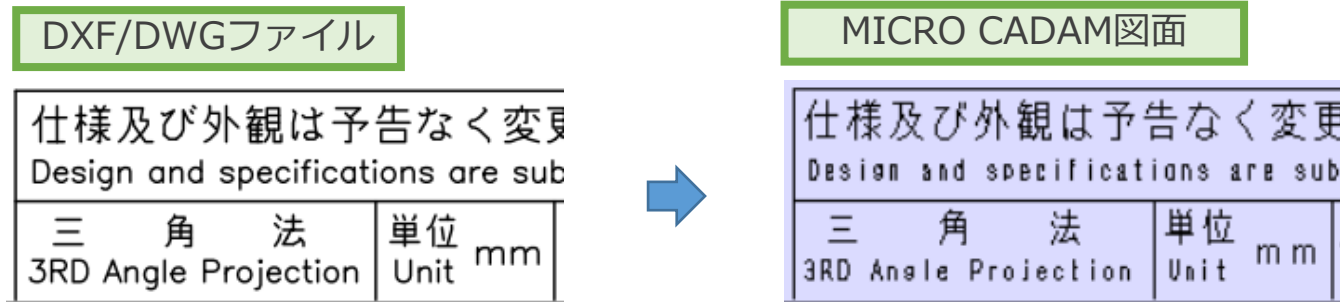 DXF/DWGファイル
仕様及び外観は予告なく変更
Design and specifications are sub
三 角 法
3RD Angle Projection
単位
Unit
mm
MICRO CADAM図面
仕様及び外観は予告なく変更
Design and specifications are sub
三 角 法
3RD Angle Projection
単位
Unit
mm